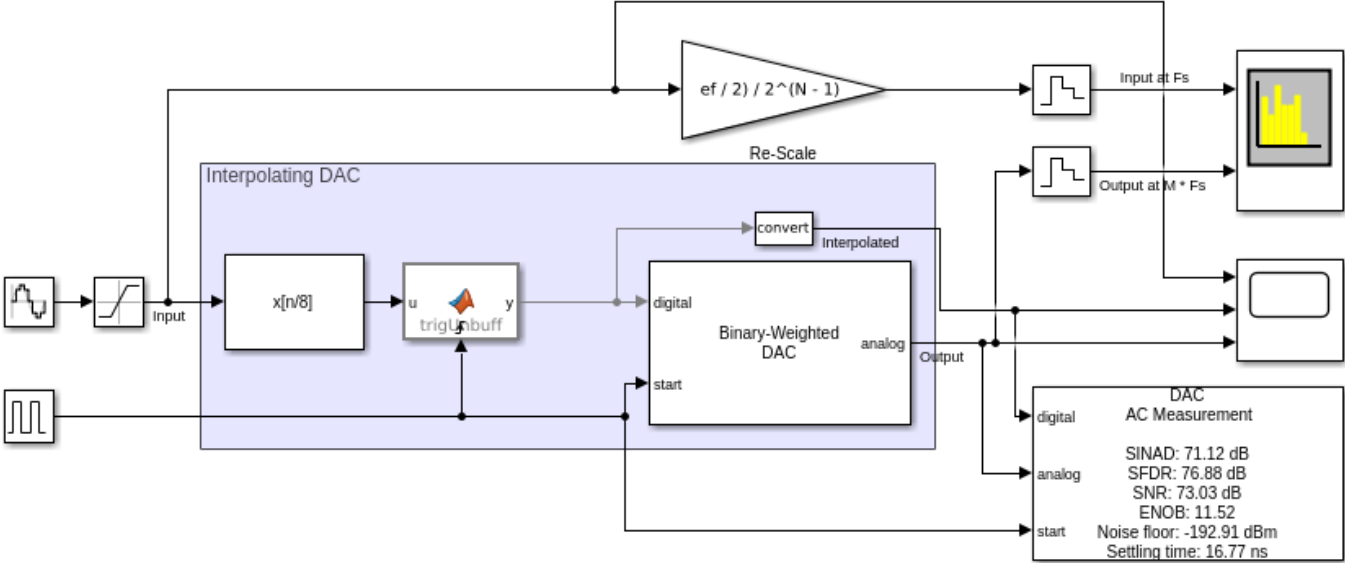 ef / 2) / 2^(N - 1)
Input at Fs
Re-Scale
Output at M * Fs
Interpolating DAC
convert
Interpolated
Input
x[n/8]
u
y
trigUnbuff
digital
Binary-Weighted
DAC
analog
Output
start
DAC
AC Measurement
digital
SINAD: 71.12 dB
SFDR: 76.88 dB
analog
SNR: 73.03 dB
ENOB: 11.52
start
Noise floor: -192.91 dBm
Settling time: 16.77 ns